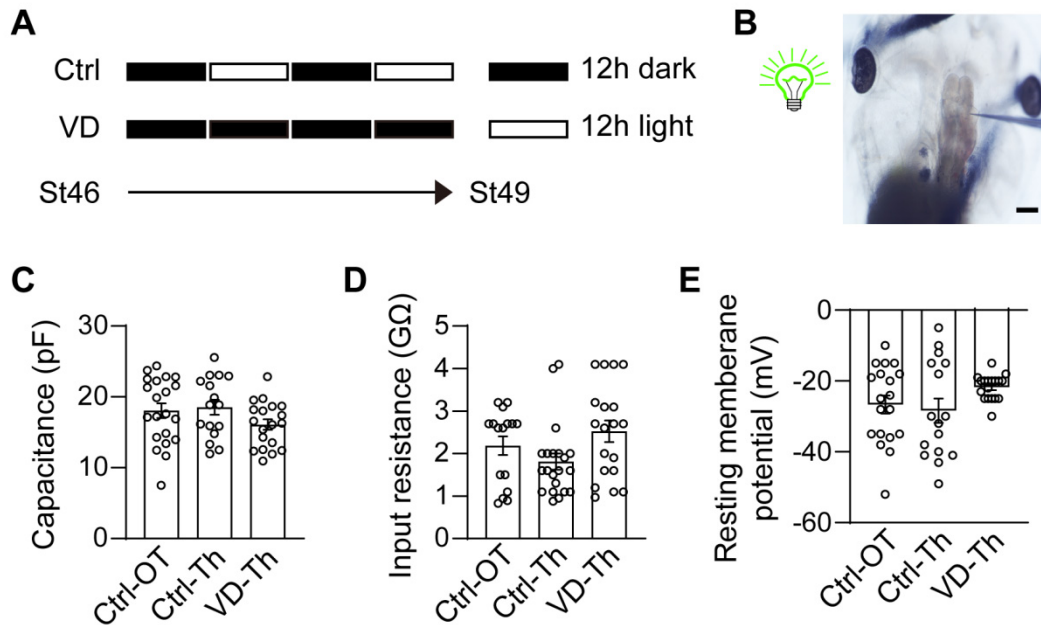 A
Ctrl
12h dark
VD
12h light
St46
St49
B
C
Capacitance (pF)
30
20
10
0
Ctrl-OT
Ctrl-Th
VD-Th
D
Input resistance (GΩ)
5
4
3
2
1
0
Ctrl-OT
Ctrl-Th
VD-Th
E
Resting memberane
potential (mV)
0
-20
-40
-60
Ctrl-OT
Ctrl-Th
VD-Th